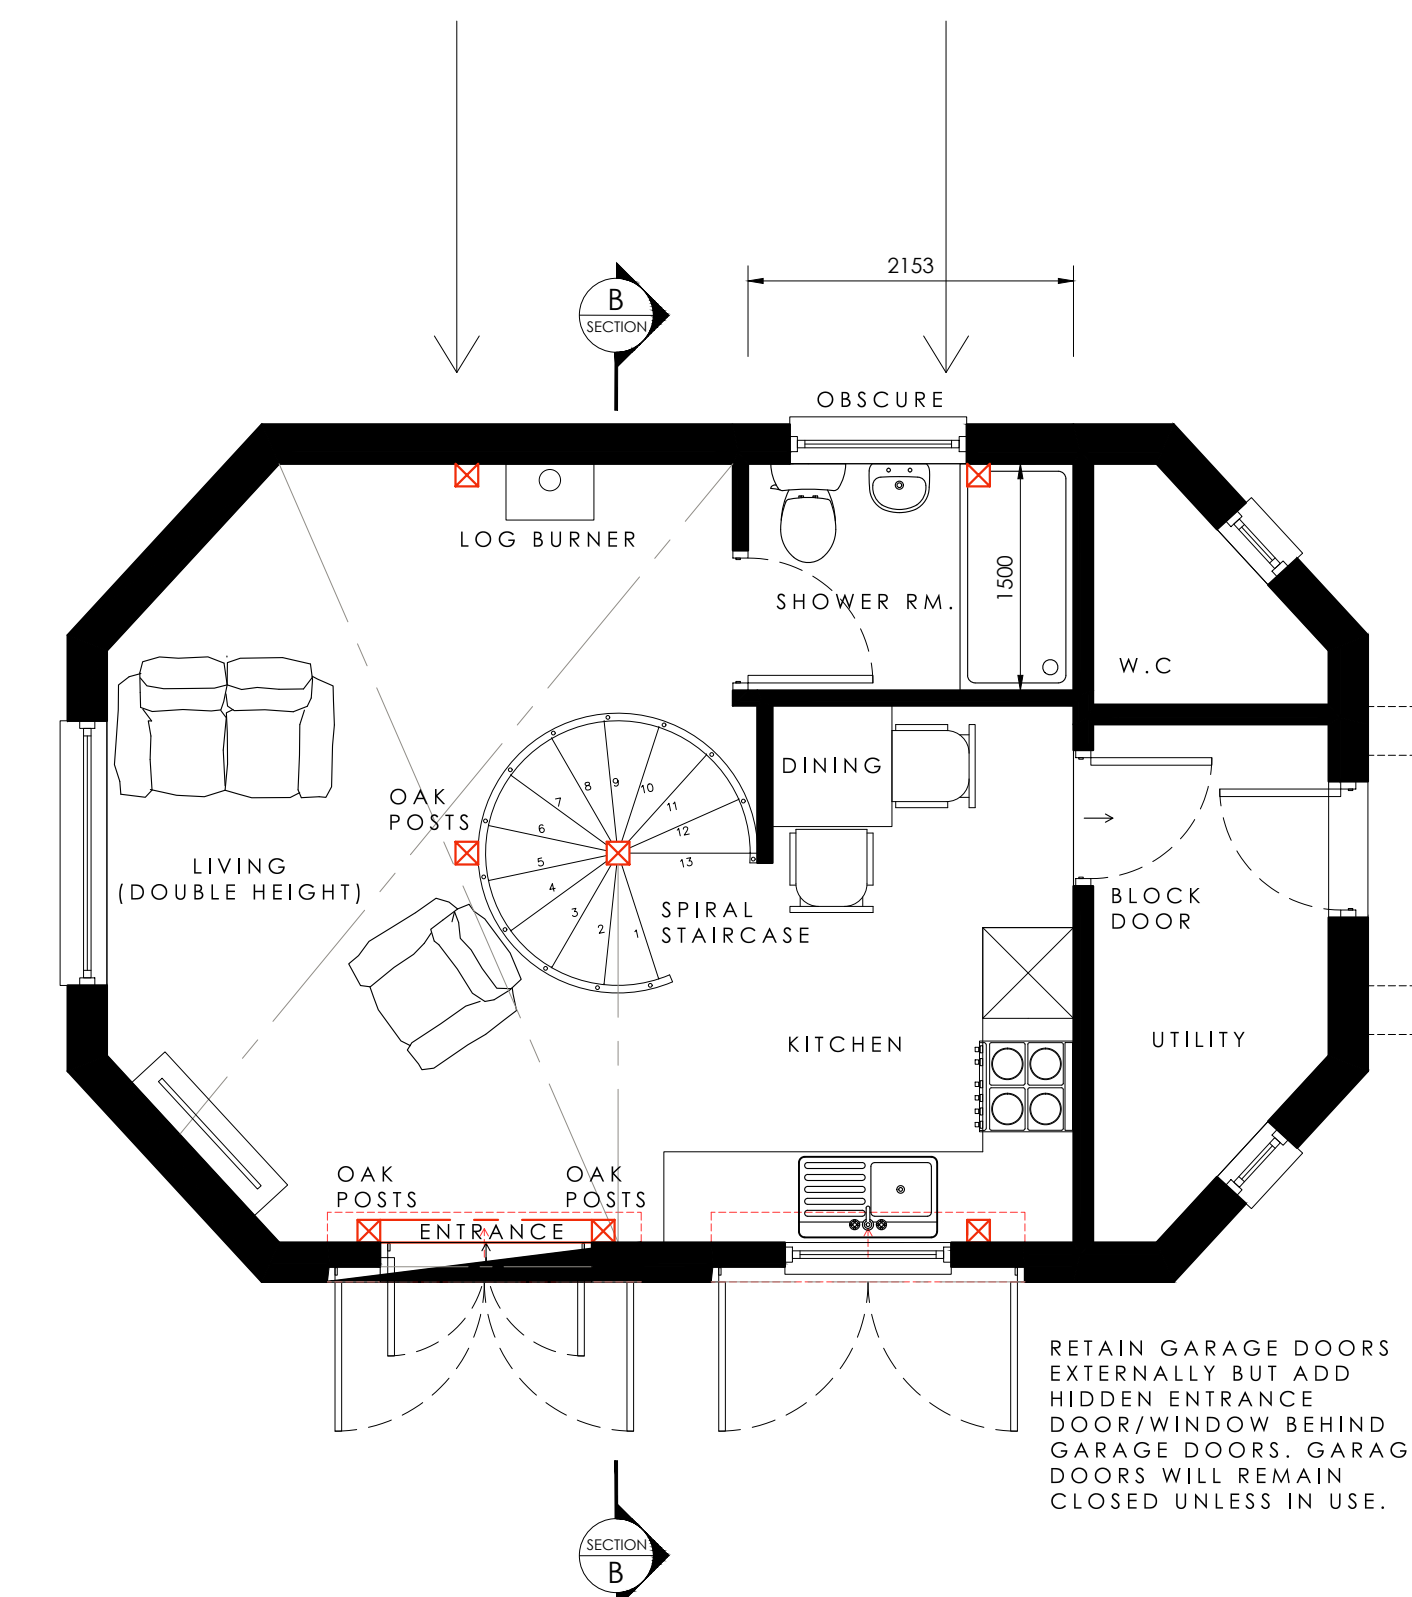 2153
B
SECTION
OBSCURE
LOG BURNER
1500
SHOWER RM.
W.C
DINING
OAK
POSTS
LIVING
(DOUBLE HEIGHT)
1
2
3
4
5
6
7
8
9
10
11
12
13
SPIRAL
STAIRCASE
BLOCK
DOOR
KITCHEN
UTILITY
OAK
POSTS
OAK
POSTS
ENTRANCE
RETAIN GARAGE DOORS
EXTERNALLY BUT ADD
HIDDEN ENTRANCE
DOOR/WINDOW BEHIND
GARAGE DOORS. GARAG
DOORS WILL REMAIN
CLOSED UNLESS IN USE.
SECTION
B